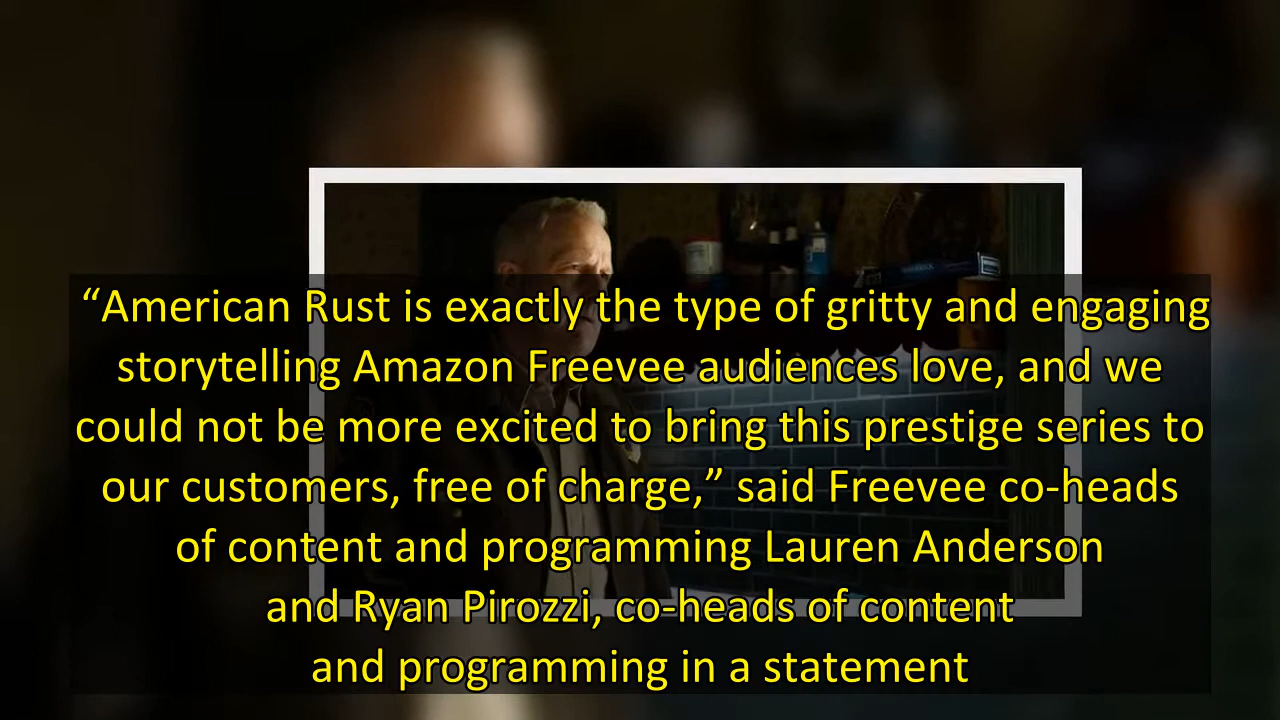 “American Rust is exactly the type of gritty and engaging
storytelling Amazon Freevee audiences love, and we
could not be more excited to bring this prestige series to
our customers, free of charge,” said Freevee co-heads
of content and programming Lauren Anderson
and Ryan Pirozzi, co-heads of content
and programming in a statement